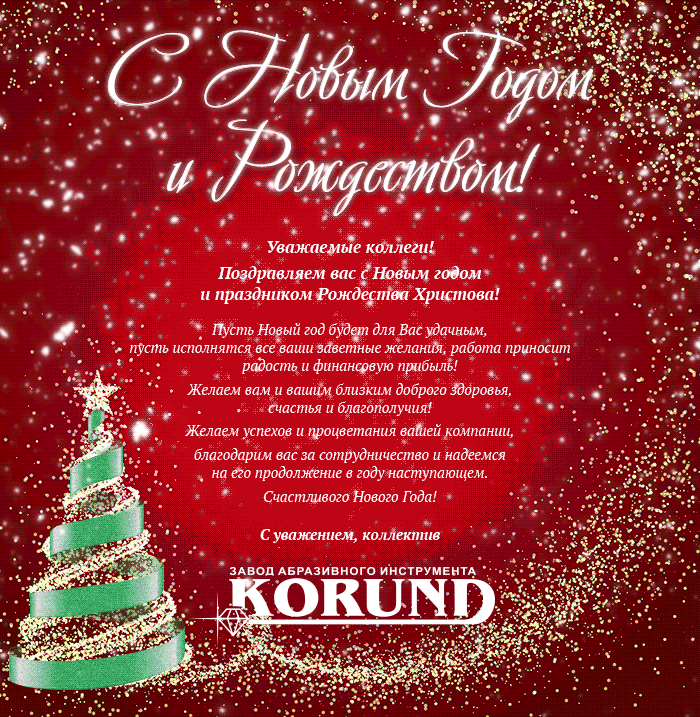 С Новым Годом
и Рождеством!
Уважаемые коллеги!
Поздравляем вас с Новым годом
и праздником Рождества Христова!
Пусть Новый год будет для Вас удачным,
пусть исполнятся все ваши заветные желания, работа приносит
радость и финансовую прибыль!
Желаем вам и вашим близким доброго здоровья,
счастья и благополучия!
Желаем успехов и процветания вашей компании,
благодарим вас за сотрудничество и надеемся
на его продолжение в году наступающем.
Счастливого Нового Года!
С уважением, коллектив
ЗАВОД АБРАЗИВНОГО ИНСТРУМЕНТА
KORUND